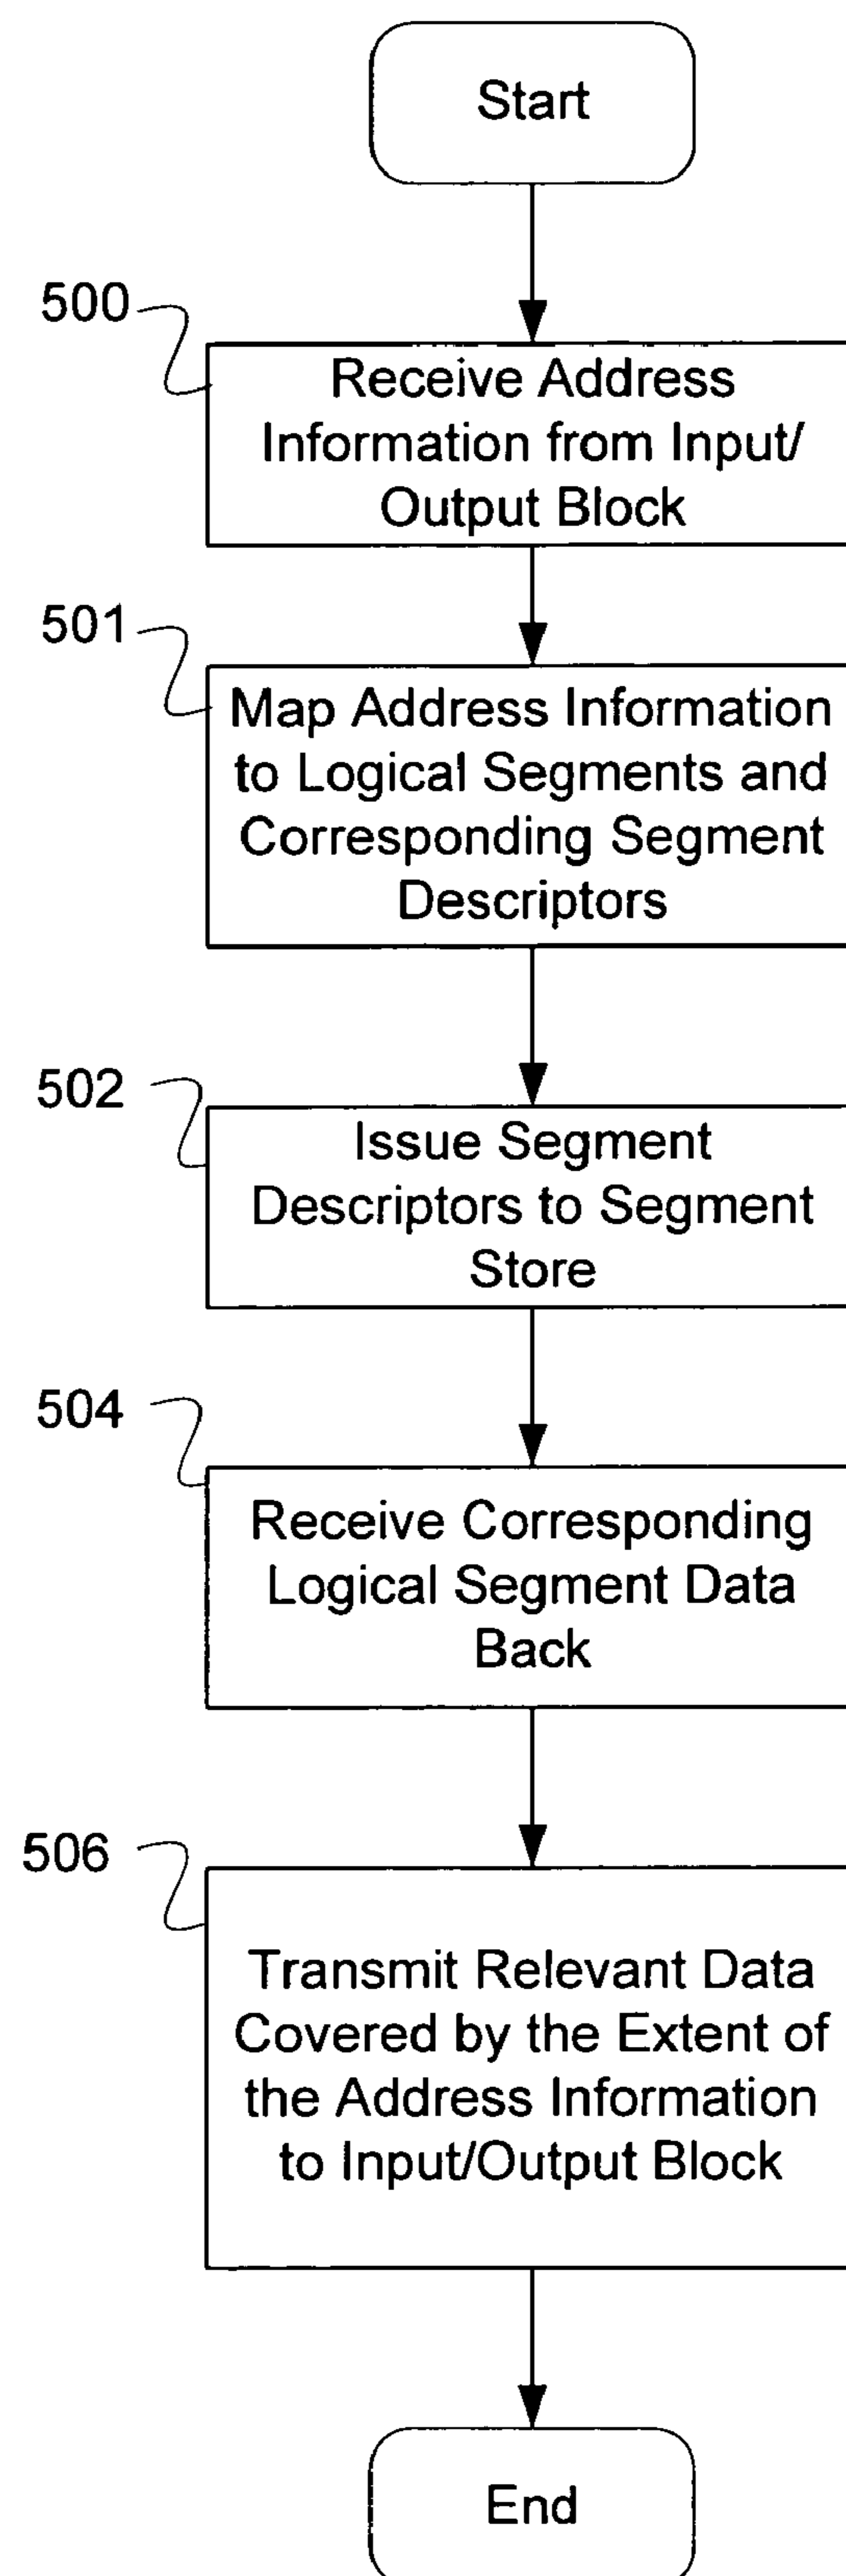 Start
500
Receive Address
Information from Input/
Output Block
501
Map Address Information
to Logical Segments and
Corresponding Segment
Descriptors
502
Issue Segment
Descriptors to Segment
Store
504
Receive Corresponding
Logical Segment Data
Back
506
Transmit Relevant Data
Covered by the Extent of
the Address Information
to Input/Output Block
End